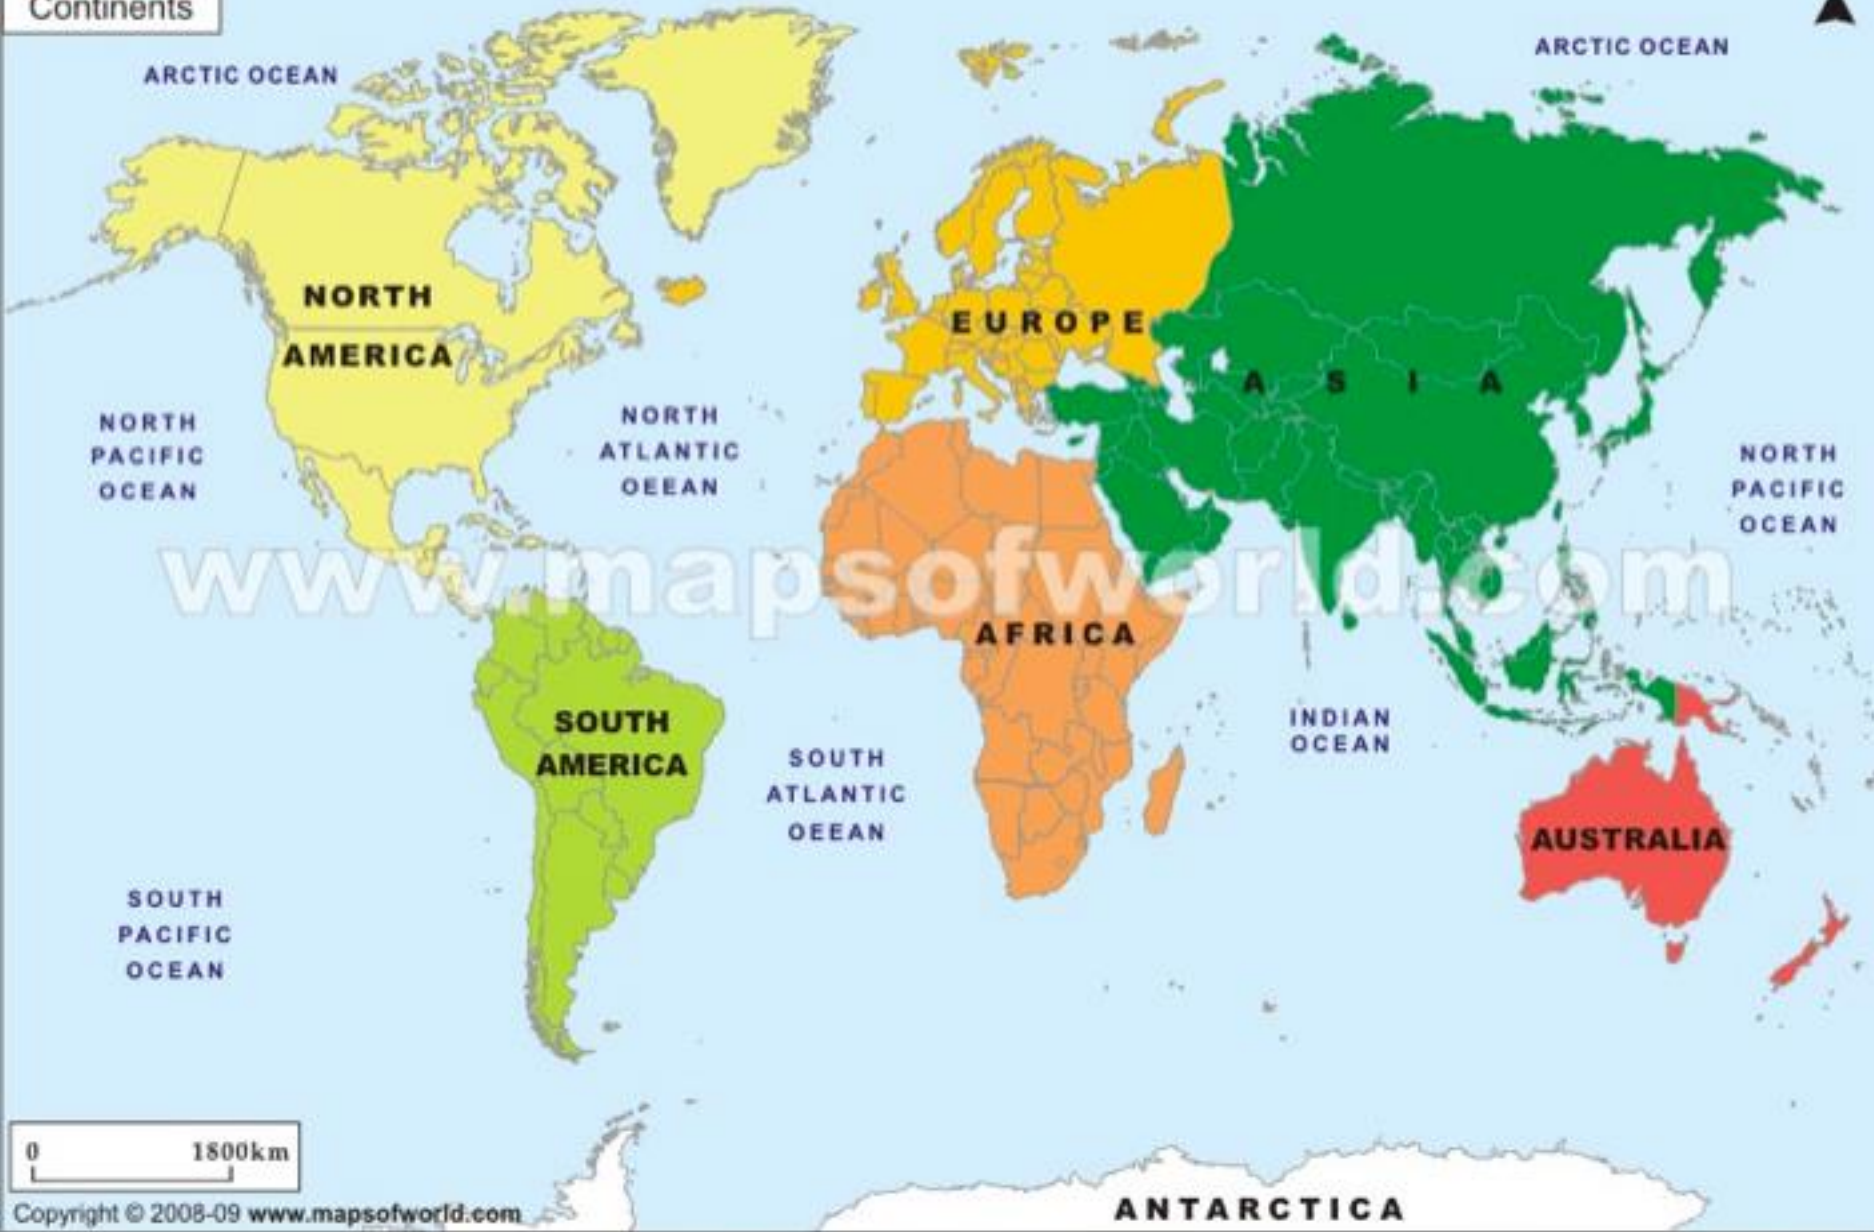 Continents
ARCTIC OCEAN
ARCTIC OCEAN
NORTH
AMERICA
EUROPE
ASIA
NORTH
PACIFIC
OCEAN
NORTH
ATLANTIC
OEEAN
NORTH
PACIFIC
OCEAN
www.mapsofworld.com
AFRICA
SOUTH
AMERICA
INDIAN
OCEAN
SOUTH
ATLANTIC
OEEAN
AUSTRALIA
SOUTH
PACIFIC
OCEAN
0 1800km
ANTARCTICA
Copyright © 2008-09 www.mapsofworld.com